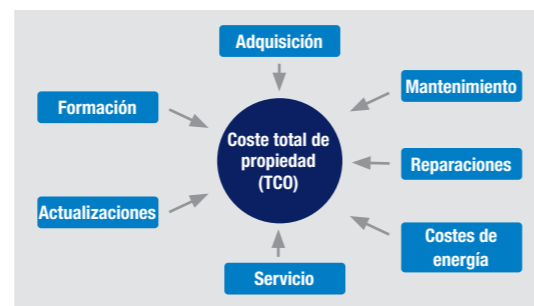 Adquisición
Mantenimiento
Formación
Coste total de
propiedad
(TCO)
Reparaciones
Actualizaciones
Costes de
energía
Servicio